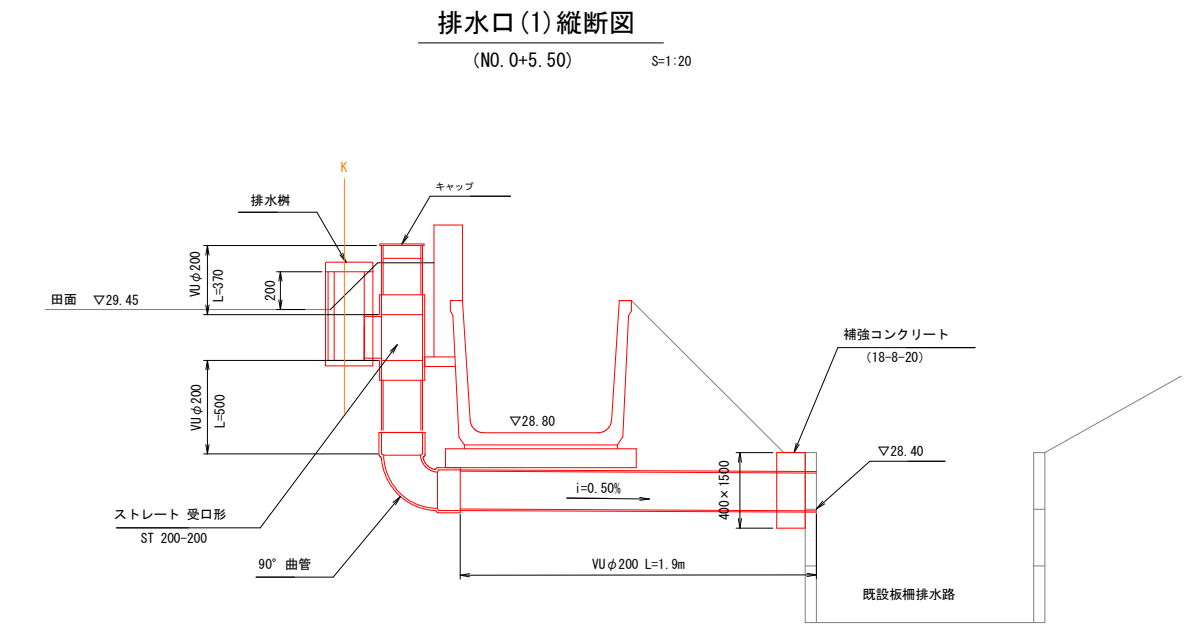 排水口(1)縦断図
(NO. 0+5.50)
S=1:20
K
キャップ
排水桝
VUφ200
L=370
200
田面 ▽29.45
補強コンクリート
(18-8-20)
VUφ200
L=500
▽28.80
▽28.40
i=0.50%
400×1500
ストレート 受口形
ST 200-200
90° 曲管
VUφ200 L=1.9m
既設板柵排水路